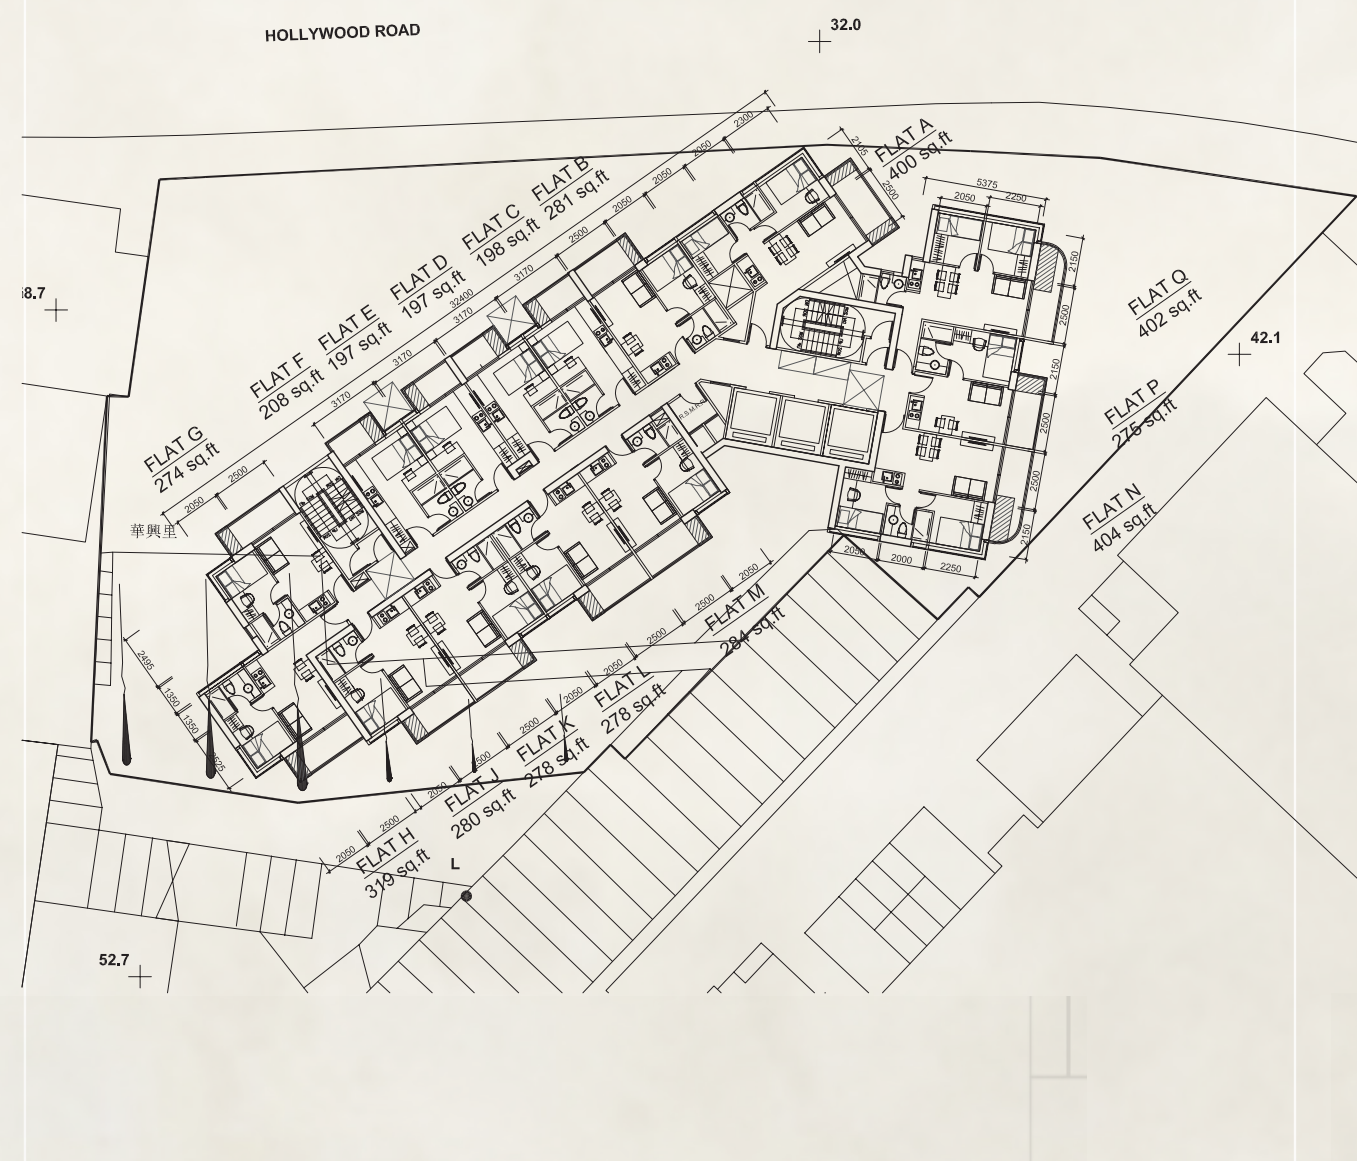 HOLLYWOOD ROAD
32.0
2300
2050
2050
2050
2500
3170
32400
3170
3170
3170
FLAT A
400 sq.ft
2105
2500
FLAT B
281 sq.ft
FLAT C
198 sq.ft
FLAT D
197 sq.ft
FLAT E
197 sq.ft
FLAT F
208 sq.ft
FLAT G
274 sq.ft
2500
2050
華興里
5375
2050
2250
2150
2500
2150
2500
2500
2150
FLAT Q
402 sq.ft
42.1
FLAT P
275 sq.ft
FLAT N
404 sq.ft
2050
2000
2250
2050
2500
FLAT M
284 sq.ft
2500
2050
FLAT L
278 sq.ft
2050
2500
FLAT K
278 sq.ft
2050
FLAT J
280 sq.ft
2500
2050
FLAT H
319 sq.ft
2495
1350
1350
L
52.7